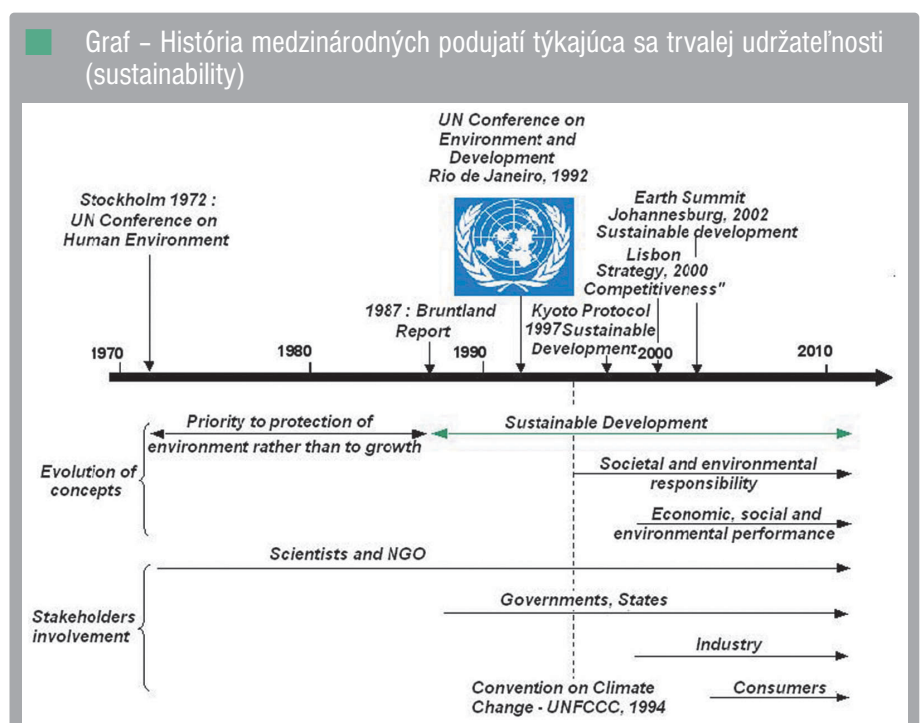 Graf – História medzinárodných podujatí týkajúca sa trvalej udržateľnosti
(sustainability)
UN Conference on
Environment and
Development
Rio de Janeiro, 1992
Stockholm 1972 :
UN Conference on
Human Environment
Earth Summit
Johannesburg, 2002
Sustainable development
Lisbon
Strategy, 2000
Competitiveness"
1987 : Bruntland
Report
Kyoto Protocol
1997Sustainable
Development
1970
1980
1990
2000
2010
Evolution of
concepts
Priority to protection of
environment rather than to growth
Sustainable Development
Societal and environmental
responsibility
Economic, social and
environmental performance
Stakeholders
involvement
Scientists and NGO
Governments, States
Industry
Consumers
Convention on Climate
Change - UNFCCC, 1994